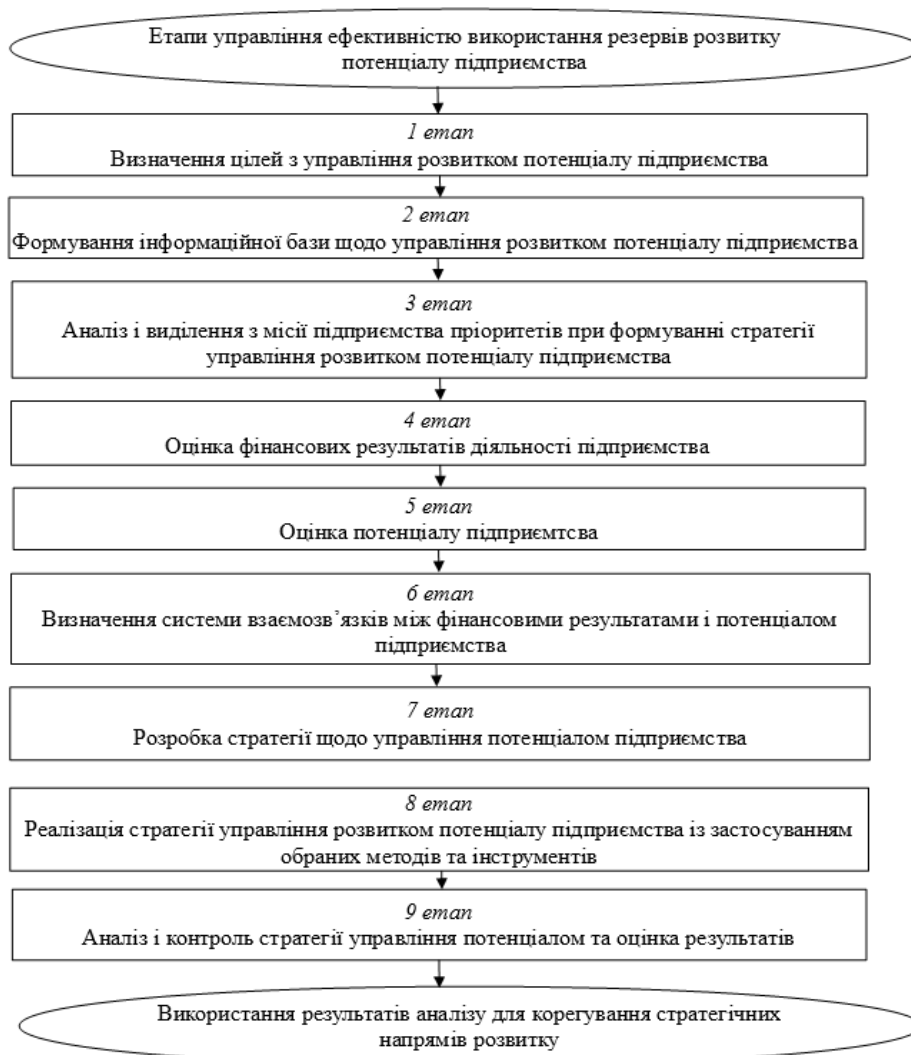 Етапи управління ефективністю використання резервів розвитку
потенціалу підприємства
1 етап
Визначення цілей з управління розвитком потенціалу підприємства
2 етап
Формування інформаційної бази щодо управління розвитком потенціалу підприємства
3 етап
Аналіз і виділення з місії підприємства пріоритетів при формуванні стратегії
управління розвитком потенціалу підприємства
4 етап
Оцінка фінансових результатів діяльності підприємства
5 етап
Оцінка потенціалу підприємтсва
6 етап
Визначення системи взаємозв’язків між фінансовими результатами і потенціалом
підприємства
7 етап
Розробка стратегії щодо управління потенціалом підприємства
8 етап
Реалізація стратегії управління розвитком потенціалу підприємства із застосуванням
обраних методів та інструментів
9 етап
Аналіз і контроль стратегії управління потенціалом та оцінка результатів
Використання результатів аналізу для корегування стратегічних
напрямів розвитку